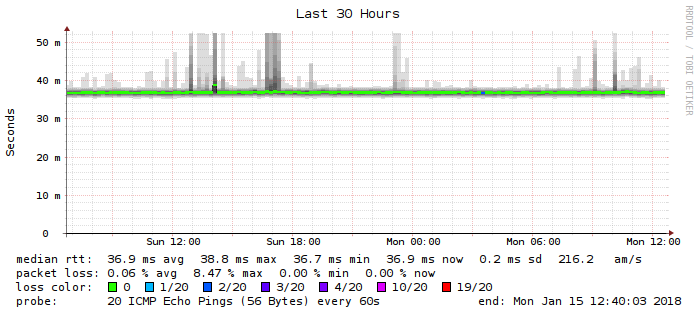 Last 30 Hours
RRDTOOL / TOBI OETIKER
Seconds
50 m
40 m
30 m
20 m
10 m
0
Sun 12:00 Sun 18:00 Mon 00:00 Mon 06:00 Mon 12:00
median rtt: 36.9 ms avg 38.8 ms max 36.7 ms min 36.9 ms now 0.2 ms sd 216.2 am/s
packet loss: 0.06 % avg 8.47 % max 0.00 % min 0.00 % now
loss color: 0 1/20 2/20 3/20 4/20 10/20 19/20
probe: 20 ICMP Echo Pings (56 Bytes) every 60s end: Mon Jan 15 12:40:03 2018